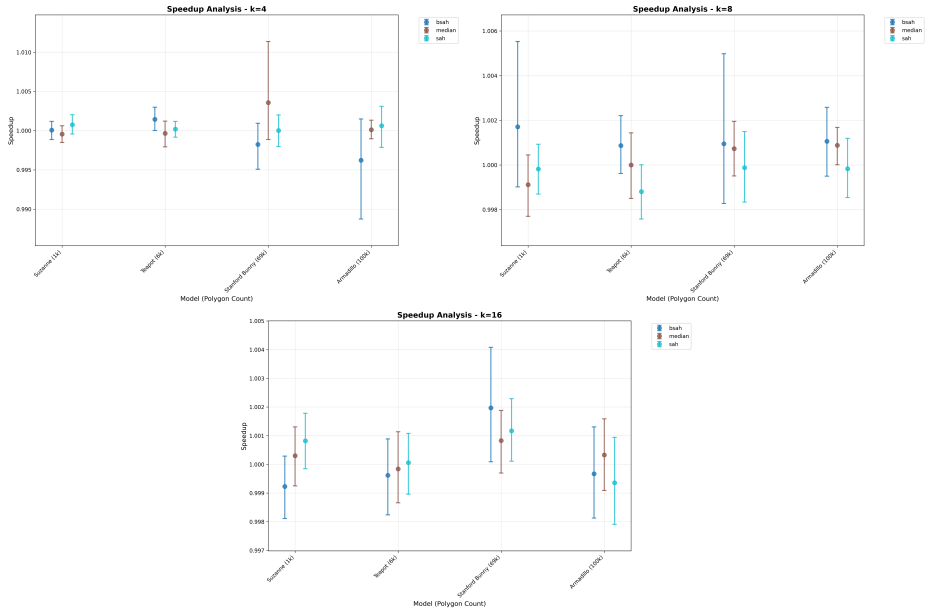 Speedup Analysis - k=4
bsah
median
sah
1.010
1.005
1.000
0.995
0.990
Speedup
Suzanne (1k)
Teapot (6k)
Stanford Bunny (69k)
Armadillo (100k)
Model (Polygon Count)
Speedup Analysis - k=8
bsah
median
sah
1.006
1.004
1.002
1.000
0.998
Speedup
Suzanne (1k)
Teapot (6k)
Stanford Bunny (69k)
Armadillo (100k)
Model (Polygon Count)
Speedup Analysis - k=16
bsah
median
sah
1.005
1.004
1.003
1.002
1.001
1.000
0.999
0.998
0.997
Speedup
Suzanne (1k)
Teapot (6k)
Stanford Bunny (69k)
Armadillo (100k)
Model (Polygon Count)